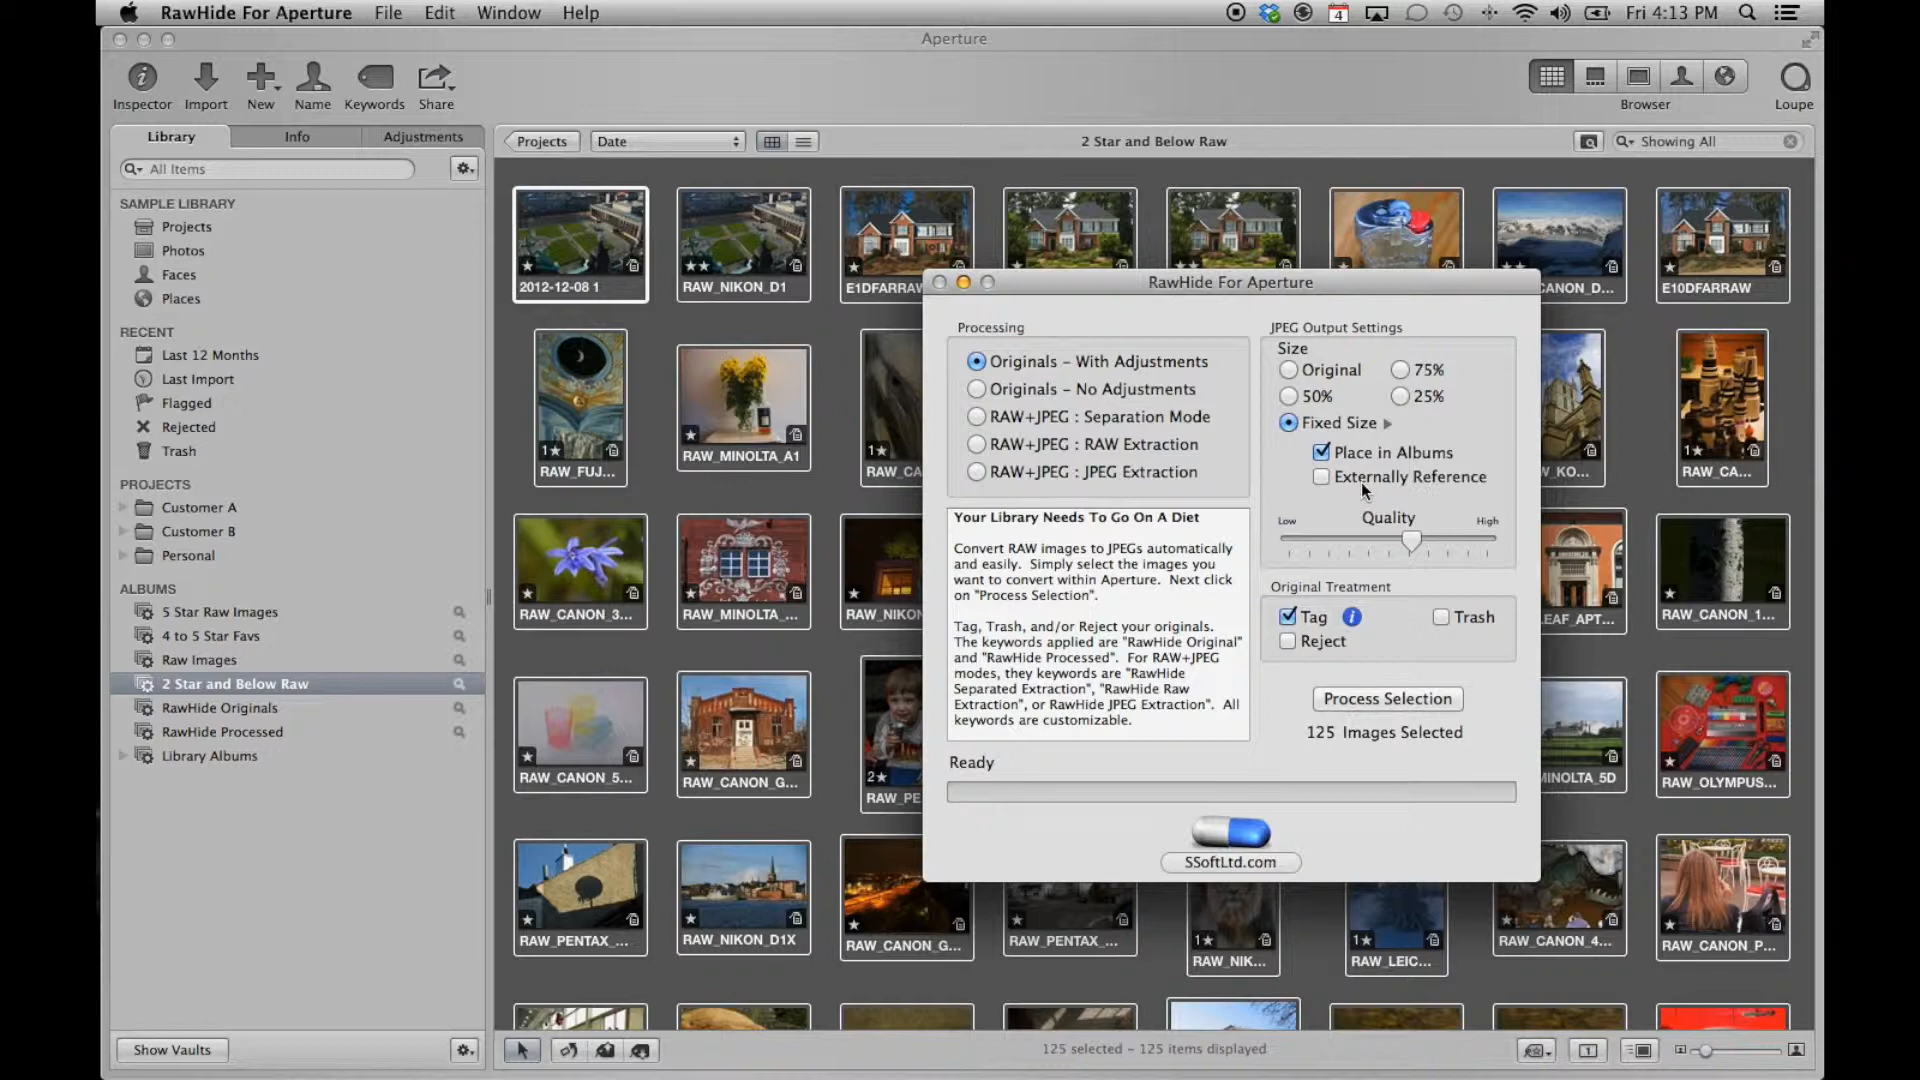 RawHide For Aperture File Edit Window Help
4 Fri 4:13 PM
Aperture
Inspector Import New Name Keywords Share
Browser Loupe
Library Info Adjustments
Projects Date 2 Star and Below Raw Showing All
All Items
SAMPLE LIBRARY
Projects
Photos
Faces
Places
RECENT
Last 12 Months
Last Import
Flagged
Rejected
Trash
PROJECTS
Customer A
Customer B
Personal
ALBUMS
5 Star Raw Images
4 to 5 Star Favs
Raw Images
2 Star and Below Raw
RawHide Originals
RawHide Processed
Library Albums
Show Vaults
2012-12-08 1 RAW_NIKON_D1 E1DFARRAW E10DFARRAW
RAW_FUJ... RAW_MINOLTA_A1 RAW_CA...
RAW_CANON_3... RAW_MINOLTA_... RAW_CANON_1...
RAW_CANON_5... RAW_CANON_G... MINOLTA_5D RAW_OLYMPUS...
RAW_PENTAX_... RAW_NIKON_D1X RAW_CANON_G... RAW_PENTAX_... RAW_NIK... RAW_LEIC... RAW_CANON_4... RAW_CANON_P...
125 selected - 125 items displayed
RawHide For Aperture
Processing
Originals - With Adjustments
Originals - No Adjustments
RAW+JPEG : Separation Mode
RAW+JPEG : RAW Extraction
RAW+JPEG : JPEG Extraction
Your Library Needs To Go On A Diet
Convert RAW images to JPEGs automatically
and easily. Simply select the images you
want to convert within Aperture. Next click
on "Process Selection".
Tag, Trash, and/or Reject your originals.
The keywords applied are "RawHide Original"
and "RawHide Processed". For RAW+JPEG
modes, they keywords are "RawHide
Separated Extraction", "RawHide Raw
Extraction", or RawHide JPEG Extraction". All
keywords are customizable.
JPEG Output Settings
Size
Original 75%
50% 25%
Fixed Size
Place in Albums
Externally Reference
Low Quality High
Original Treatment
Tag Trash
Reject
Process Selection
125 Images Selected
Ready
SSoftLtd.com